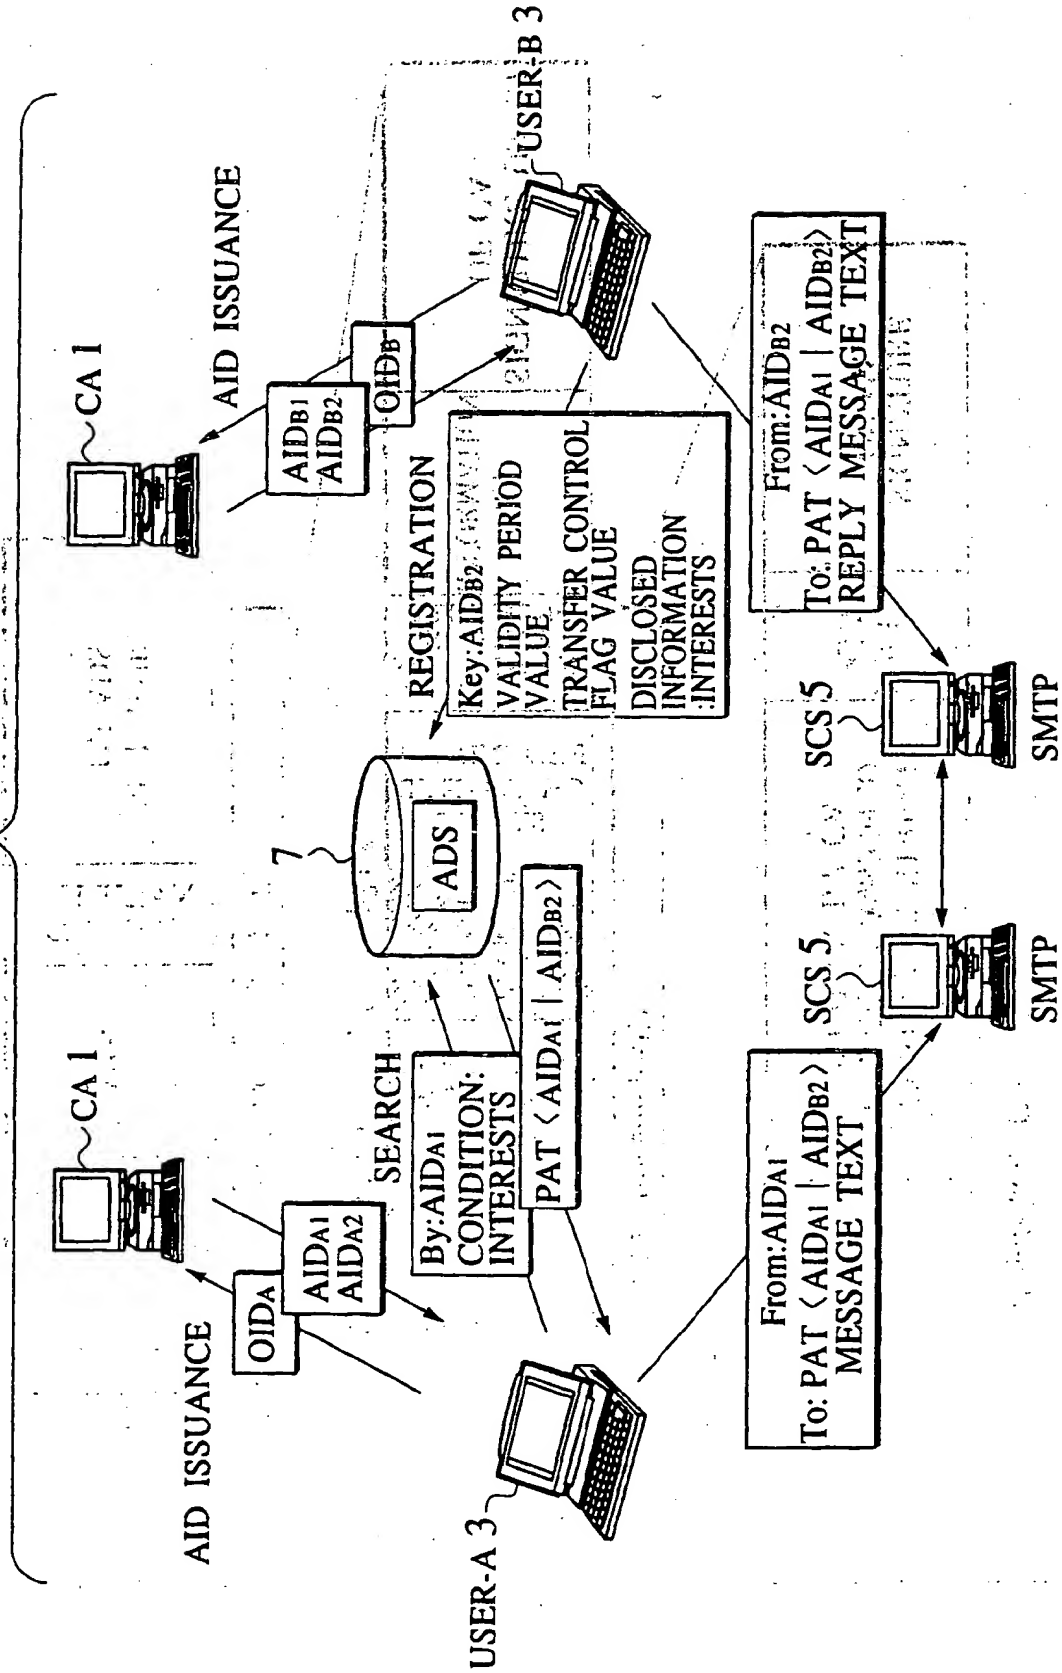 CA 1
AID ISSUANCE
OIDA
AIDA1
AIDA2
CA 1
AID ISSUANCE
AIDB1
AIDB2
OIDB
USER-A 3
SEARCH
By:AIDA1
CONDITION:
INTERESTS
PAT <AIDA1 | AIDB2>
7
ADS
REGISTRATION
Key:AIDB2
VALIDITY PERIOD
VALUE
TRANSFER CONTROL
FLAG VALUE
DISCLOSED
INFORMATION
:INTERESTS
USER-B 3
From:AIDA1
To: PAT <AIDA1 | AIDB2>
MESSAGE TEXT
SCS 5
SMTP
SCS 5
SMTP
From:AIDB2
To: PAT <AIDA1 | AIDB2>
REPLY MESSAGE TEXT